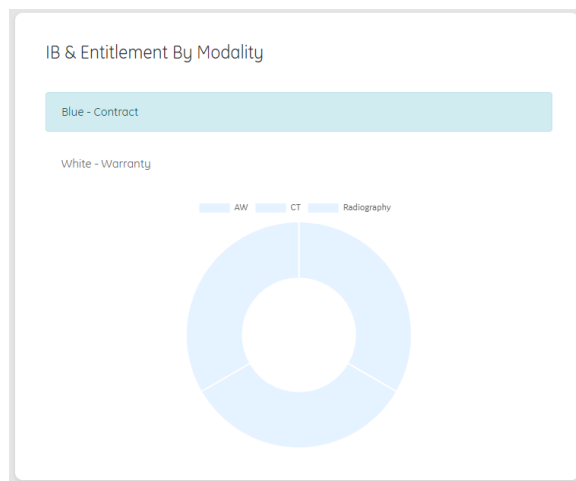 IB & Entitlement By Modality
Blue - Contract
White - Warranty
AW CT Radiography